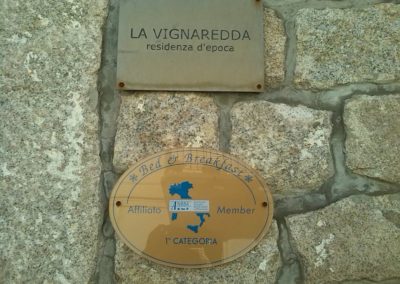 LA VIGNAREDDA
residenza d'epoca
Bed & Breakfast
Affiliato Member
1ª CATEGORIA